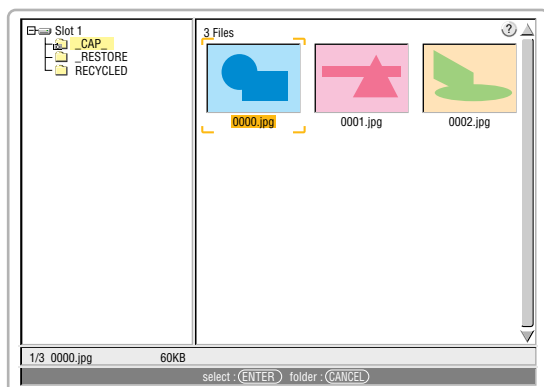 Slot 1
_CAP_
_RESTORE
RECYCLED
3 Files
?
0000.jpg
0001.jpg
0002.jpg
1/3 0000.jpg 60KB
select : ENTER folder : CANCEL